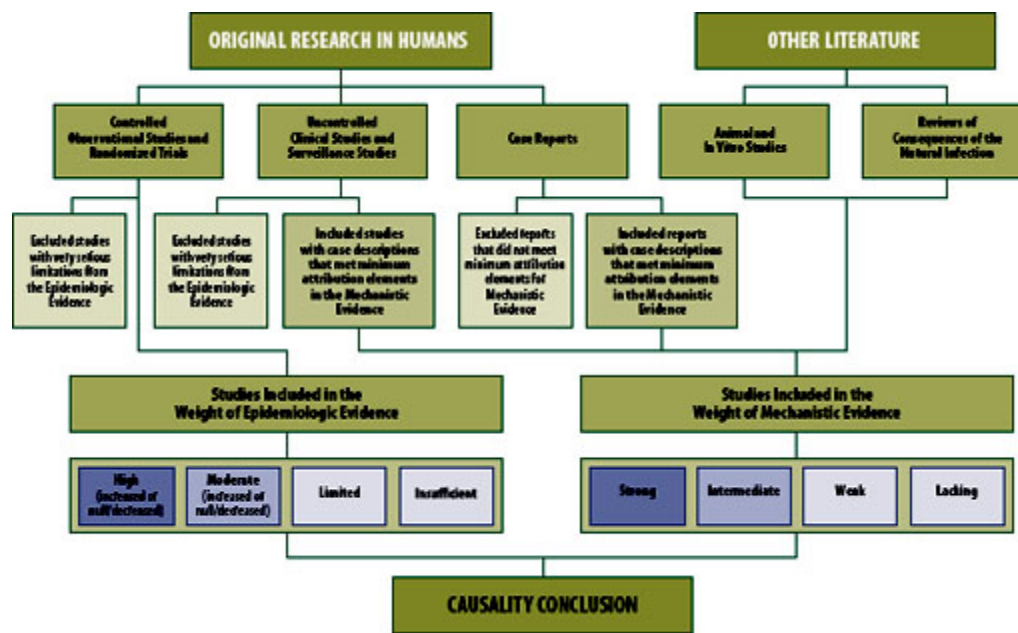 ORIGINAL RESEARCH IN HUMANS
OTHER LITERATURE
Controlled
Observational Studies and
Randomized Trials
Uncontrolled
Clinical Studies and
Surveillance Studies
Case Reports
Animal and
In Vitro Studies
Reviews of
Consequences of the
Natural Infection
Excluded studies
with very serious
limitations from
the Epidemiologic
Evidence
Excluded studies
with very serious
limitations from
the Epidemiologic
Evidence
Included studies
with case descriptions
that met minimum
attribution elements
in the Mechanistic
Evidence
Excluded reports
that did not meet
minimum attribution
elements for
Mechanistic
Evidence
Included reports
with case descriptions
that met minimum
attribution elements
in the Mechanistic
Evidence
Studies Included in the
Weight of Epidemiologic Evidence
Studies Included in the
Weight of Mechanistic Evidence
High
(increased or
null/decreased)
Moderate
(increased or
null/decreased)
Limited
Insufficient
Strong
Intermediate
Weak
Lacking
CAUSALITY CONCLUSION